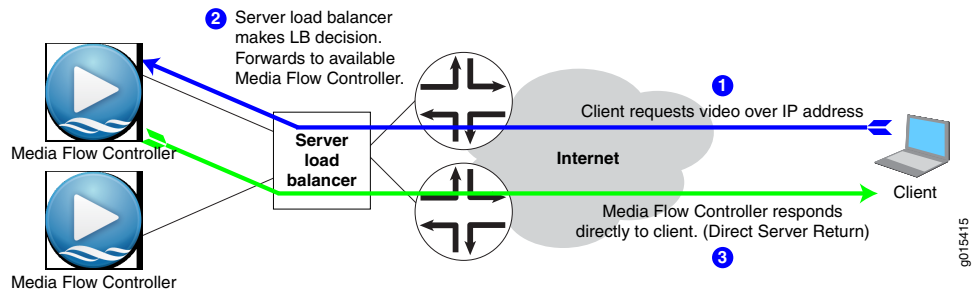 2 Server load balancer
makes LB decision.
Forwards to available
Media Flow Controller.
1
Client requests video over IP address
Media Flow Controller
Server
load
balancer
Internet
Client
Media Flow Controller responds
directly to client. (Direct Server Return)
3
Media Flow Controller
g015415